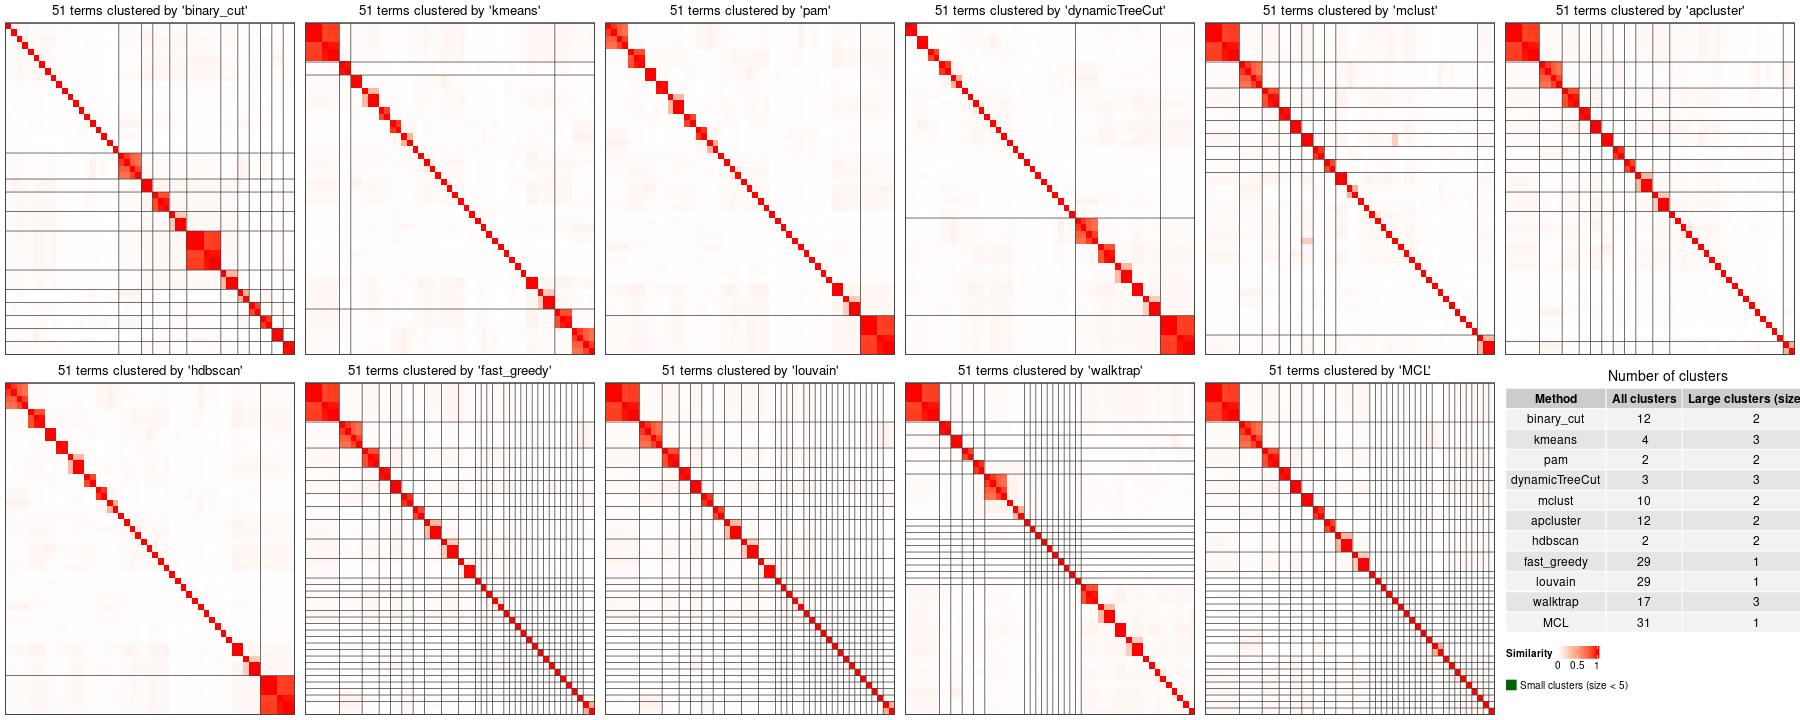 51 terms clustered by 'binary_cut'
51 terms clustered by 'kmeans'
51 terms clustered by 'pam'
51 terms clustered by 'dynamicTreeCut'
51 terms clustered by 'mclust'
51 terms clustered by 'apcluster'
51 terms clustered by 'hdbscan'
51 terms clustered by 'fast_greedy'
51 terms clustered by 'louvain'
51 terms clustered by 'walktrap'
51 terms clustered by 'MCL'
Number of clusters
Method All clusters Large clusters (size
binary_cut 12 2
kmeans 4 3
pam 2 2
dynamicTreeCut 3 3
mclust 10 2
apcluster 12 2
hdbscan 2 2
fast_greedy 29 1
louvain 29 1
walktrap 17 3
MCL 31 1
Similarity
0 0.5 1
Small clusters (size < 5)